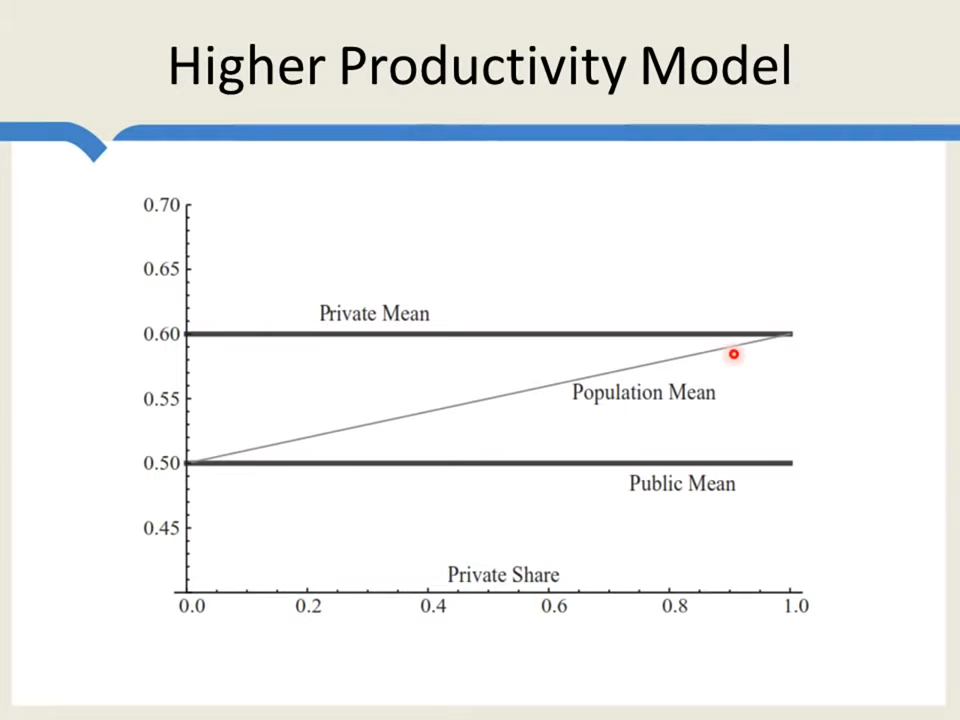 Higher Productivity Model
0.70
0.65
Private Mean
0.60
Population Mean
0.55
0.50
Public Mean
0.45
Private Share
0.0 0.2 0.4 0.6 0.8 1.0